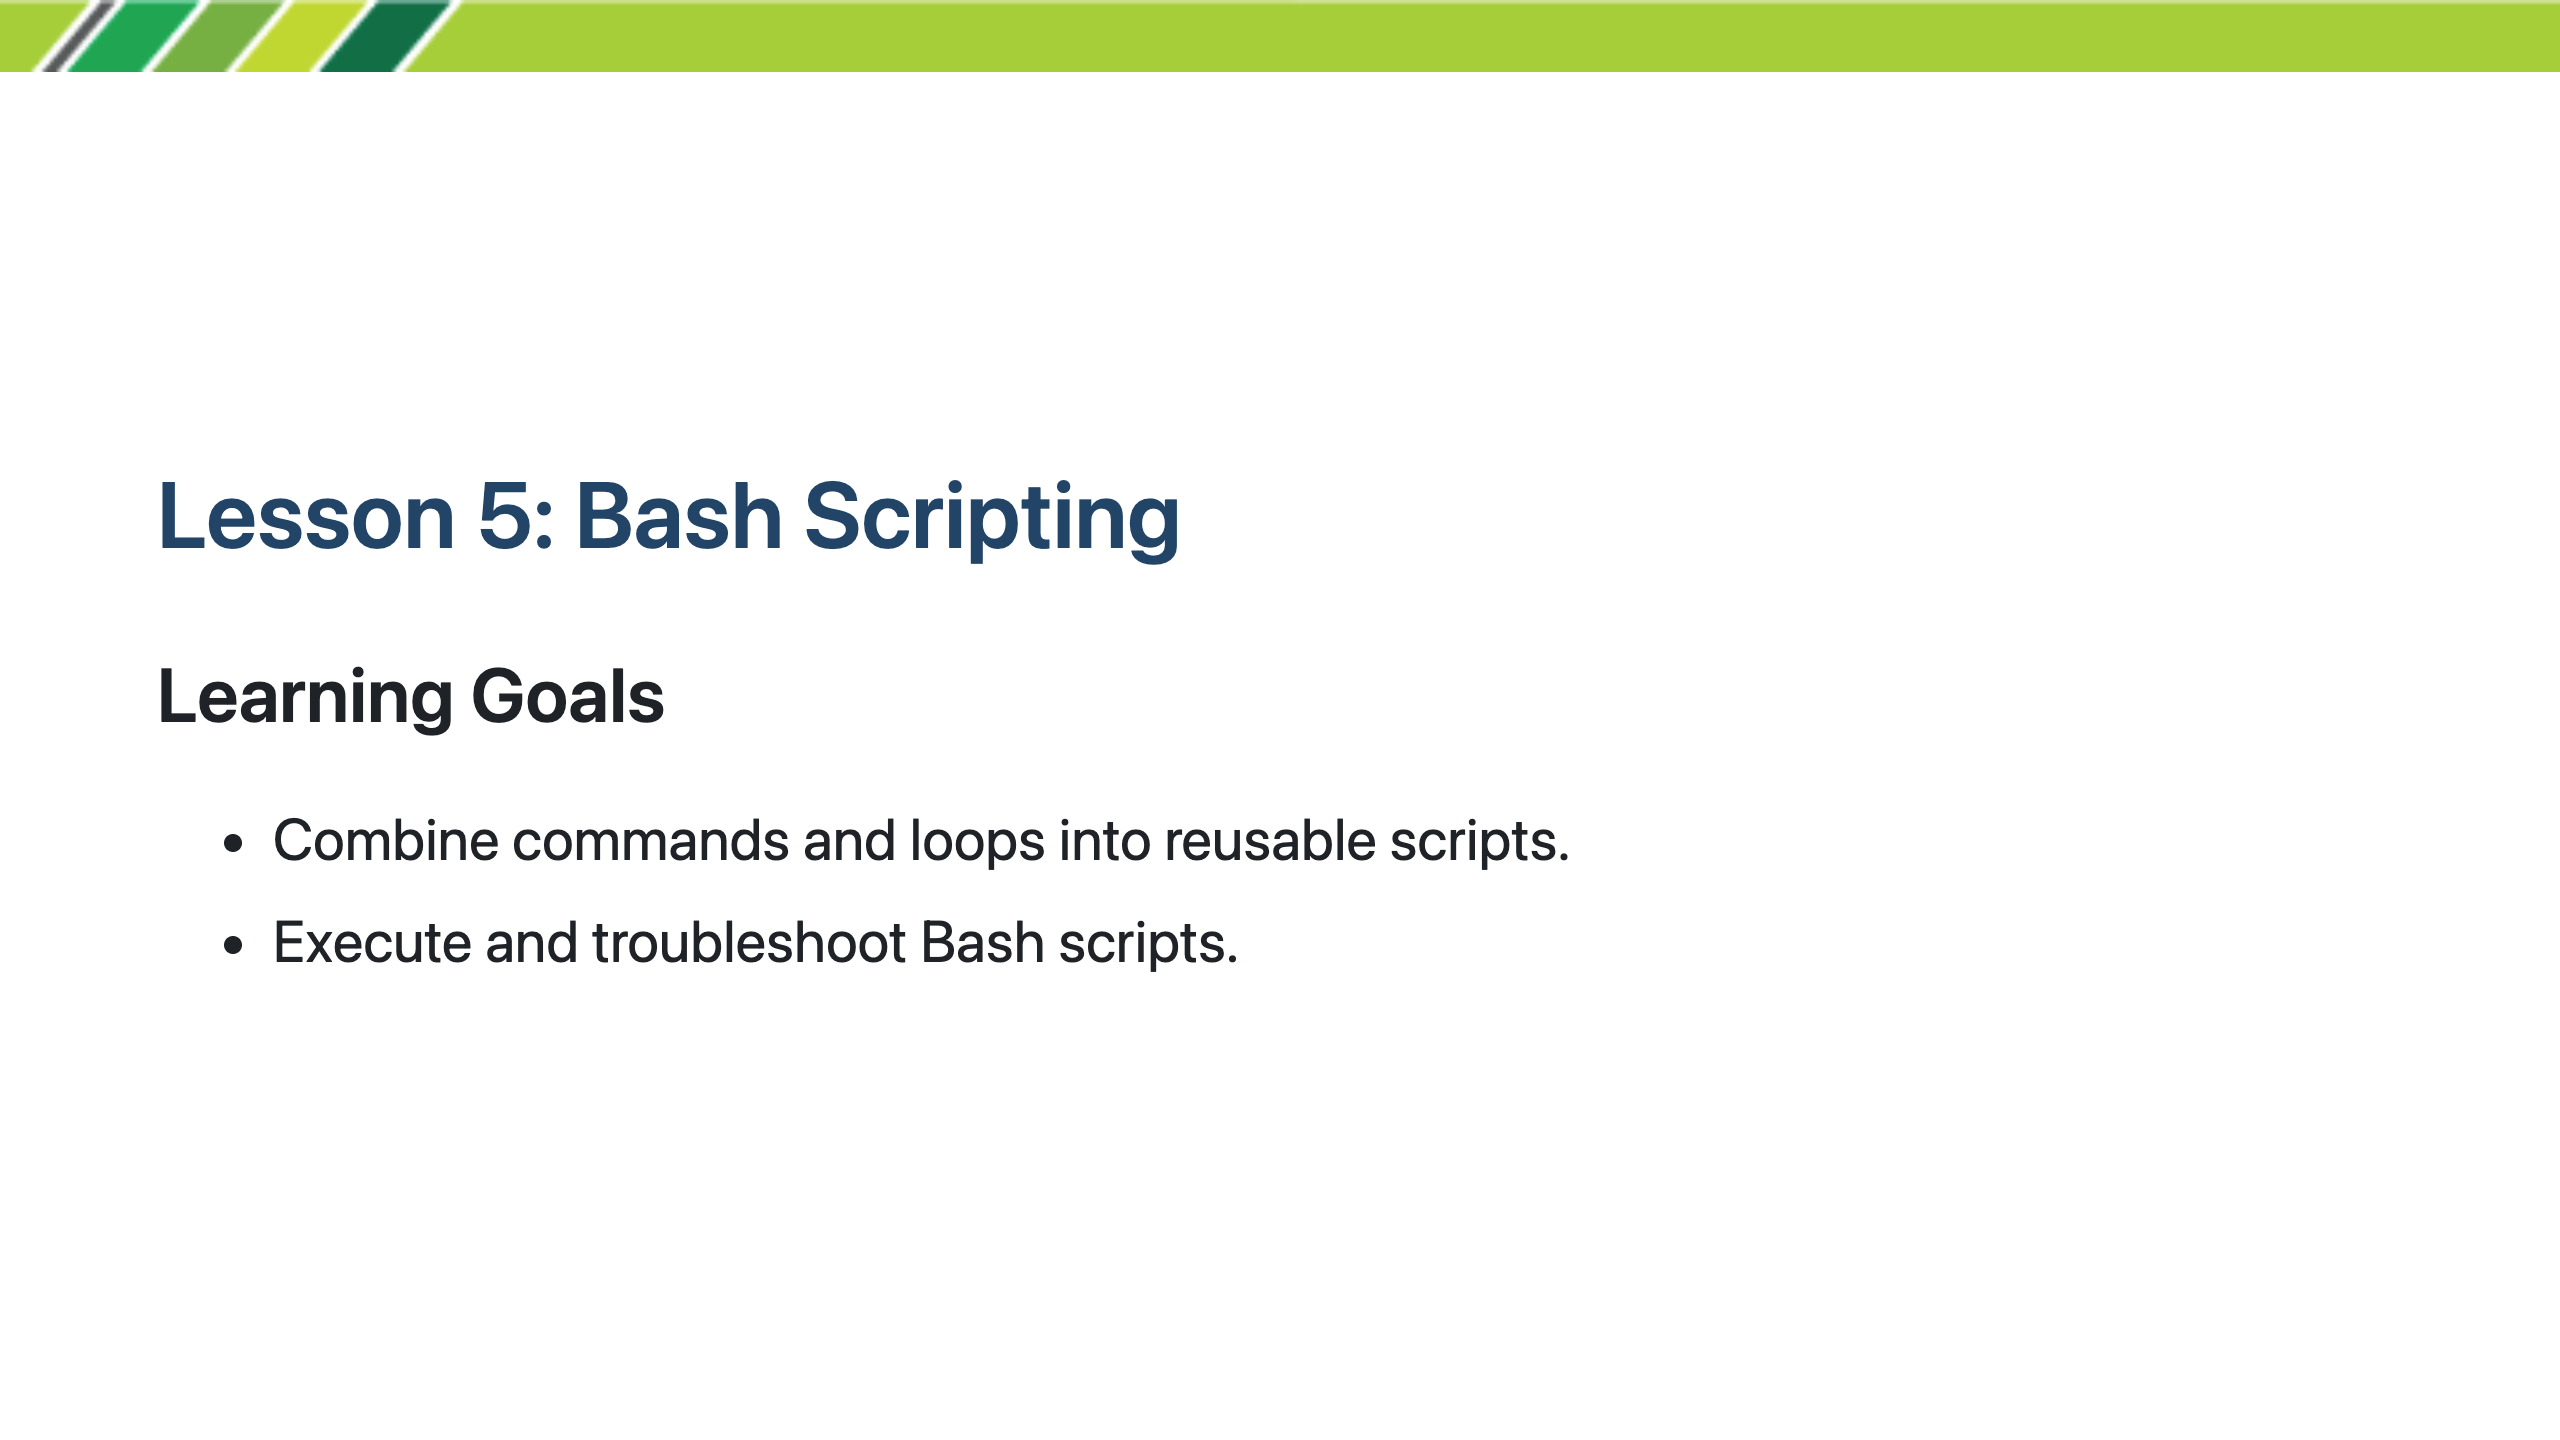 Lesson 5: Bash Scripting
Learning Goals
• Combine commands and loops into reusable scripts.
• Execute and troubleshoot Bash scripts.